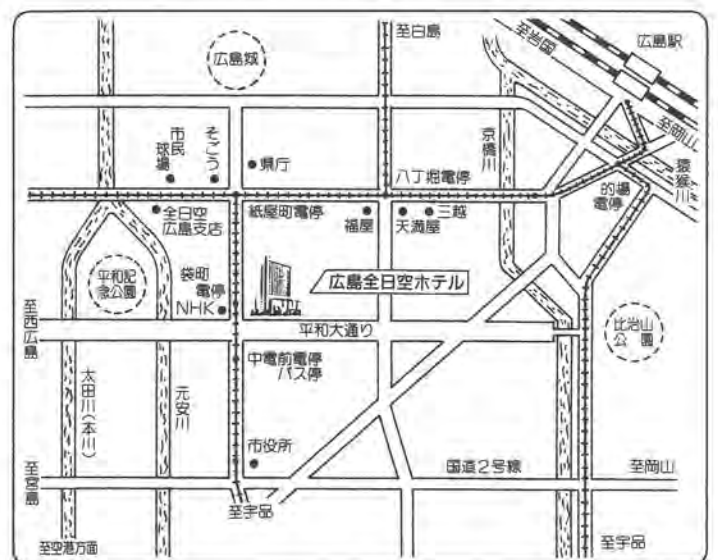 至白島
至岩国
広島駅
広島城
至岡山
市民
球場
そごう
県庁
京橋川
猿猴川
八丁堀電停
的場
電停
全日空
広島支店
紙屋町電停
福屋
天満屋
三越
平和記
念公園
袋町
電停
NHK
広島全日空ホテル
至西広島
平和大通り
比治山
公園
中電前電停
バス停
太田川(本川)
元安川
市役所
国道2号線
至岡山
至宮島
至宇品
至空港方面
至宇品